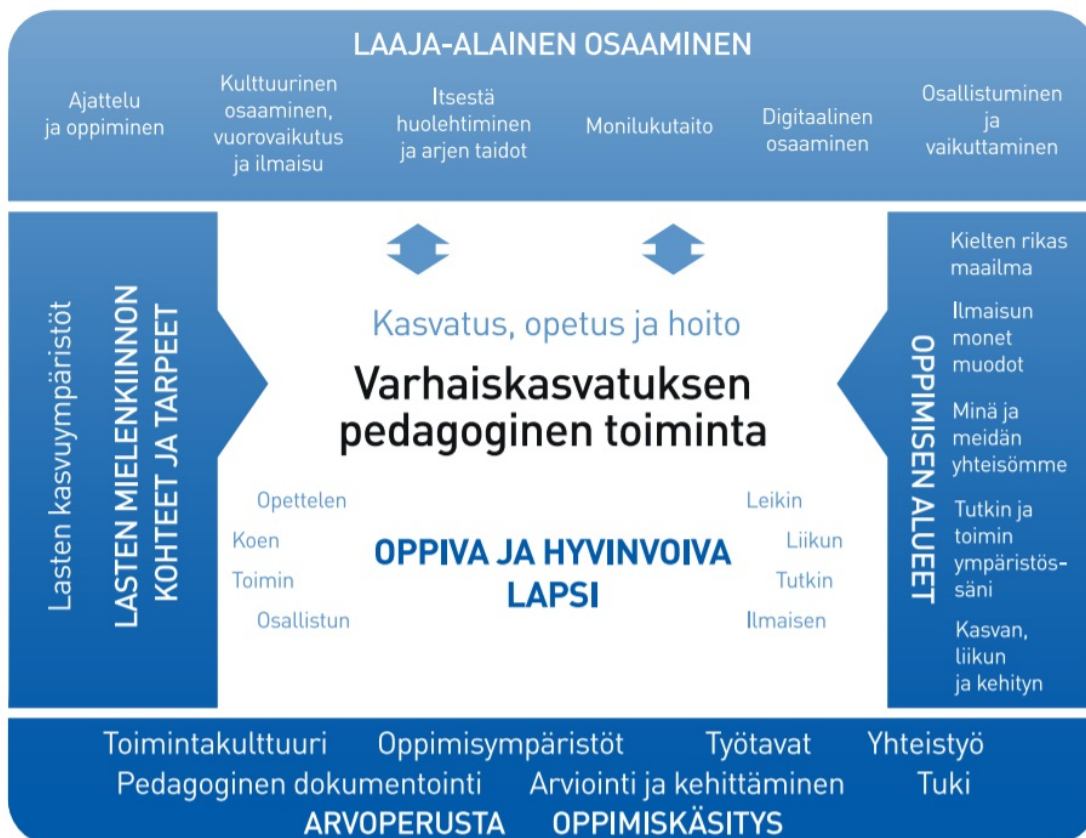 LAAJA-ALAINEN OSAAMINEN
Ajattelu
ja oppiminen
Kulttuurinen
osaaminen,
vuorovaikutus
ja ilmaisu
Itsestä
huolehtiminen
ja arjen taidot
Monilukutaito
Digitaalinen
osaaminen
Osallistuminen
ja
vaikuttaminen
Lasten kasvuympäristöt
LASTEN MIELENKIINNON
KOHTEET JA TARPEET
Kasvatus, opetus ja hoito
Varhaiskasvatuksen
pedagoginen toiminta
Opettelen
Koen
Toimin
Osallistun
OPPIVA JA HYVINVOIVA
LAPSI
Leikin
Liikun
Tutkin
Ilmaisen
OPPIMISEN ALUEET
Kielten rikas
maailma
Ilmaisun
monet
muodot
Minä ja
meidän
yhteisömme
Tutkin ja
toimin
ympäristös-
säni
Kasvan,
liikun
ja kehityn
Toimintakulttuuri Oppimisympäristöt Työtavat Yhteistyö
Pedagoginen dokumentointi Arviointi ja kehittäminen Tuki
ARVOPERUSTA OPPIMISKÄSITYS